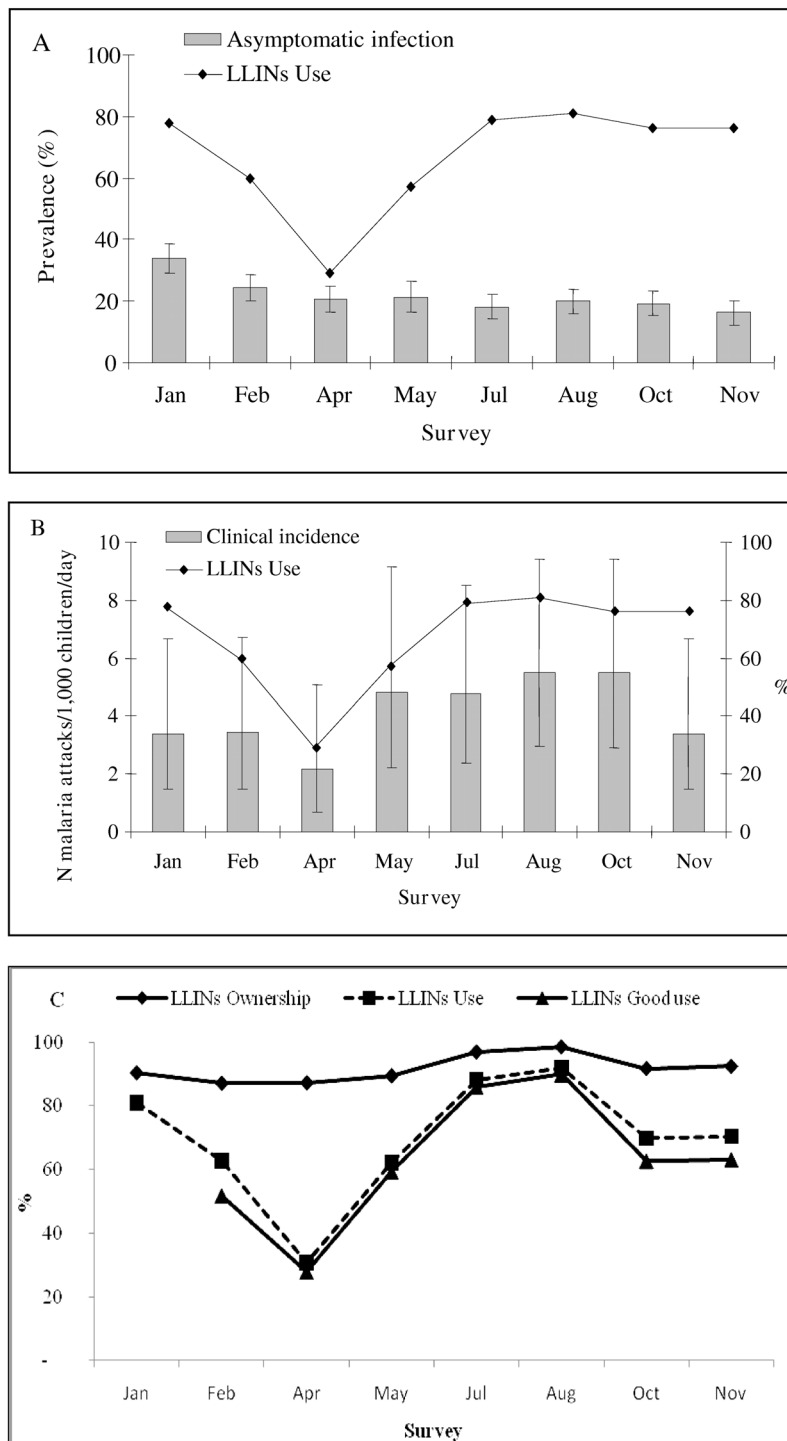 A
Asymptomatic infection
LLINs Use
100
80
60
40
20
0
Prevalence (%)
Jan Feb Apr May Jul Aug Oct Nov
Survey
B
Clinical incidence
LLINs Use
10
8
6
4
2
0
N malaria attacks/1,000 children/day
100
80
60
40
20
0
%
Jan Feb Apr May Jul Aug Oct Nov
Survey
C
LLINs Ownership LLINs Use LLINs Good use
100
80
60
40
20
-
%
Jan Feb Apr May Jul Aug Oct Nov
Survey